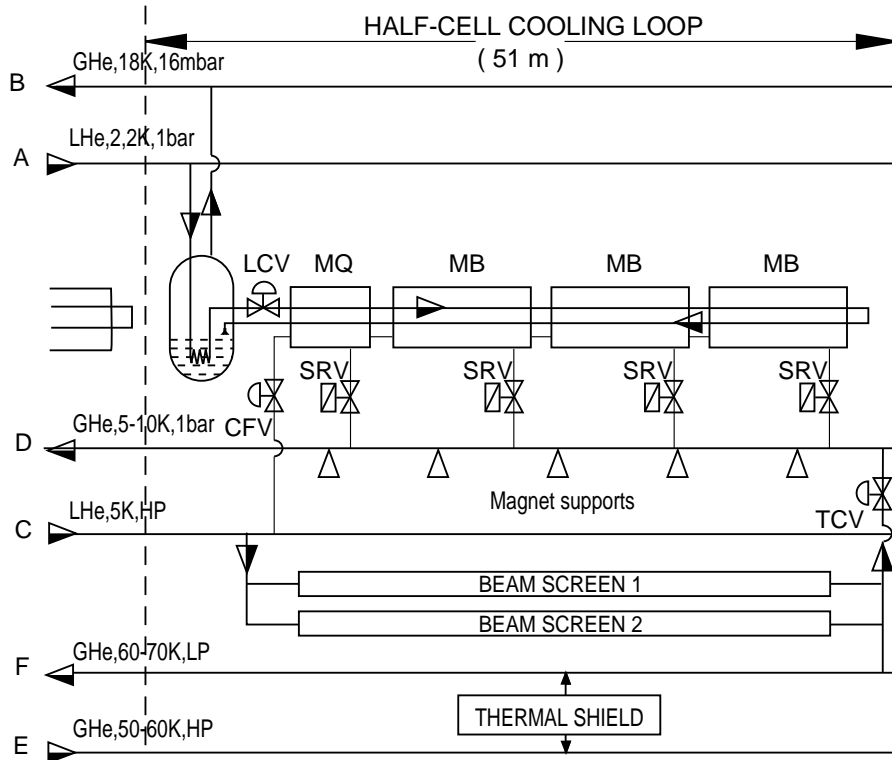 HALF-CELL COOLING LOOP
( 51 m )
GHe,18K,16mbar
B
LHe,2,2K,1bar
A
LCV
MQ
MB
MB
MB
SRV
SRV
SRV
SRV
CFV
GHe,5-10K,1bar
D
Magnet supports
TCV
LHe,5K,HP
C
BEAM SCREEN 1
BEAM SCREEN 2
GHe,60-70K,LP
F
THERMAL SHIELD
GHe,50-60K,HP
E